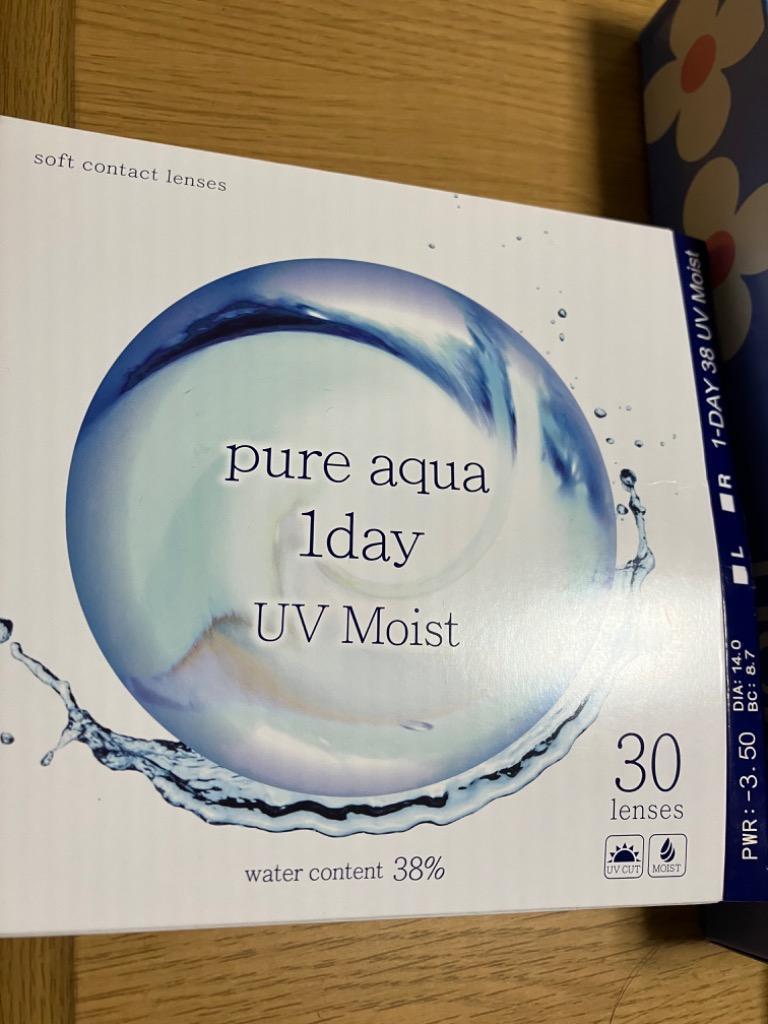 soft contact lenses
pure aqua
1day
UV Moist
30
lenses
UV CUT
MOIST
water content 38%
1-DAY 38 UV Moist
L R
DIA: 14.0
BC: 8.7
PWR: -3.50